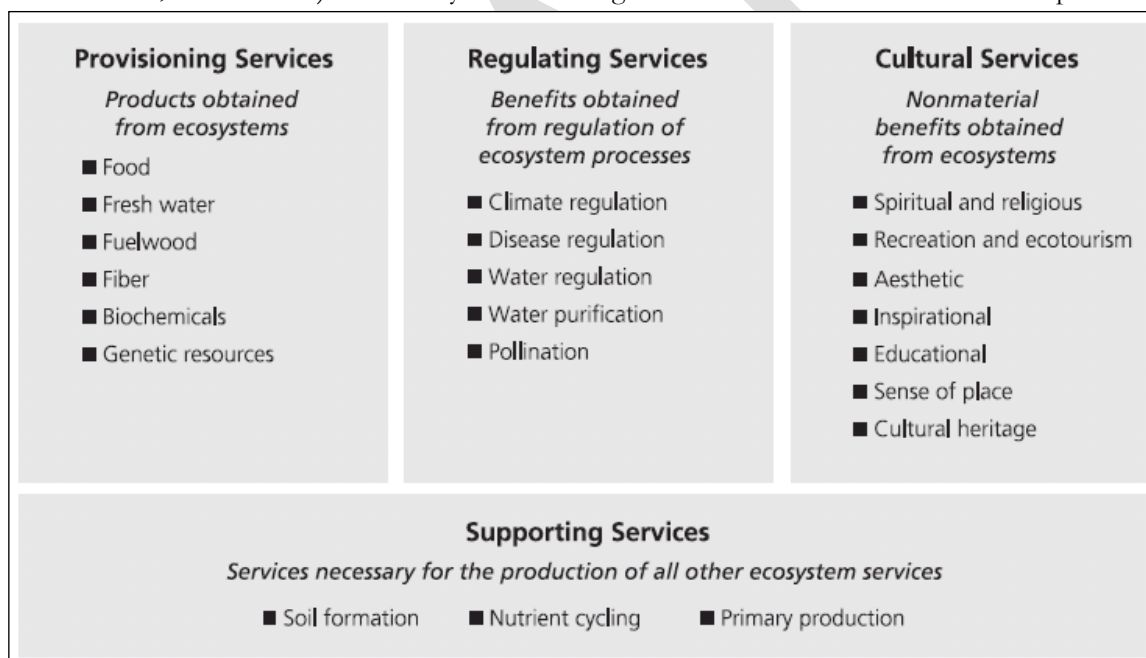 Provisioning Services
Products obtained
from ecosystems
■ Food
■ Fresh water
■ Fuelwood
■ Fiber
■ Biochemicals
■ Genetic resources
Regulating Services
Benefits obtained
from regulation of
ecosystem processes
■ Climate regulation
■ Disease regulation
■ Water regulation
■ Water purification
■ Pollination
Cultural Services
Nonmaterial
benefits obtained
from ecosystems
■ Spiritual and religious
■ Recreation and ecotourism
■ Aesthetic
■ Inspirational
■ Educational
■ Sense of place
■ Cultural heritage
Supporting Services
Services necessary for the production of all other ecosystem services
■ Soil formation ■ Nutrient cycling ■ Primary production